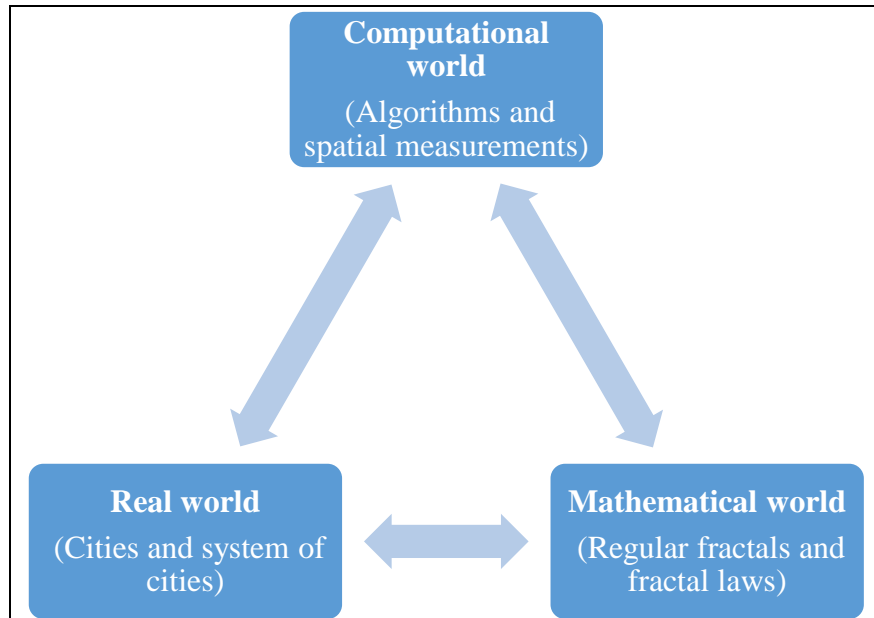 Computational
world
(Algorithms and
spatial measurements)
Real world
(Cities and system of
cities)
Mathematical world
(Regular fractals and
fractal laws)